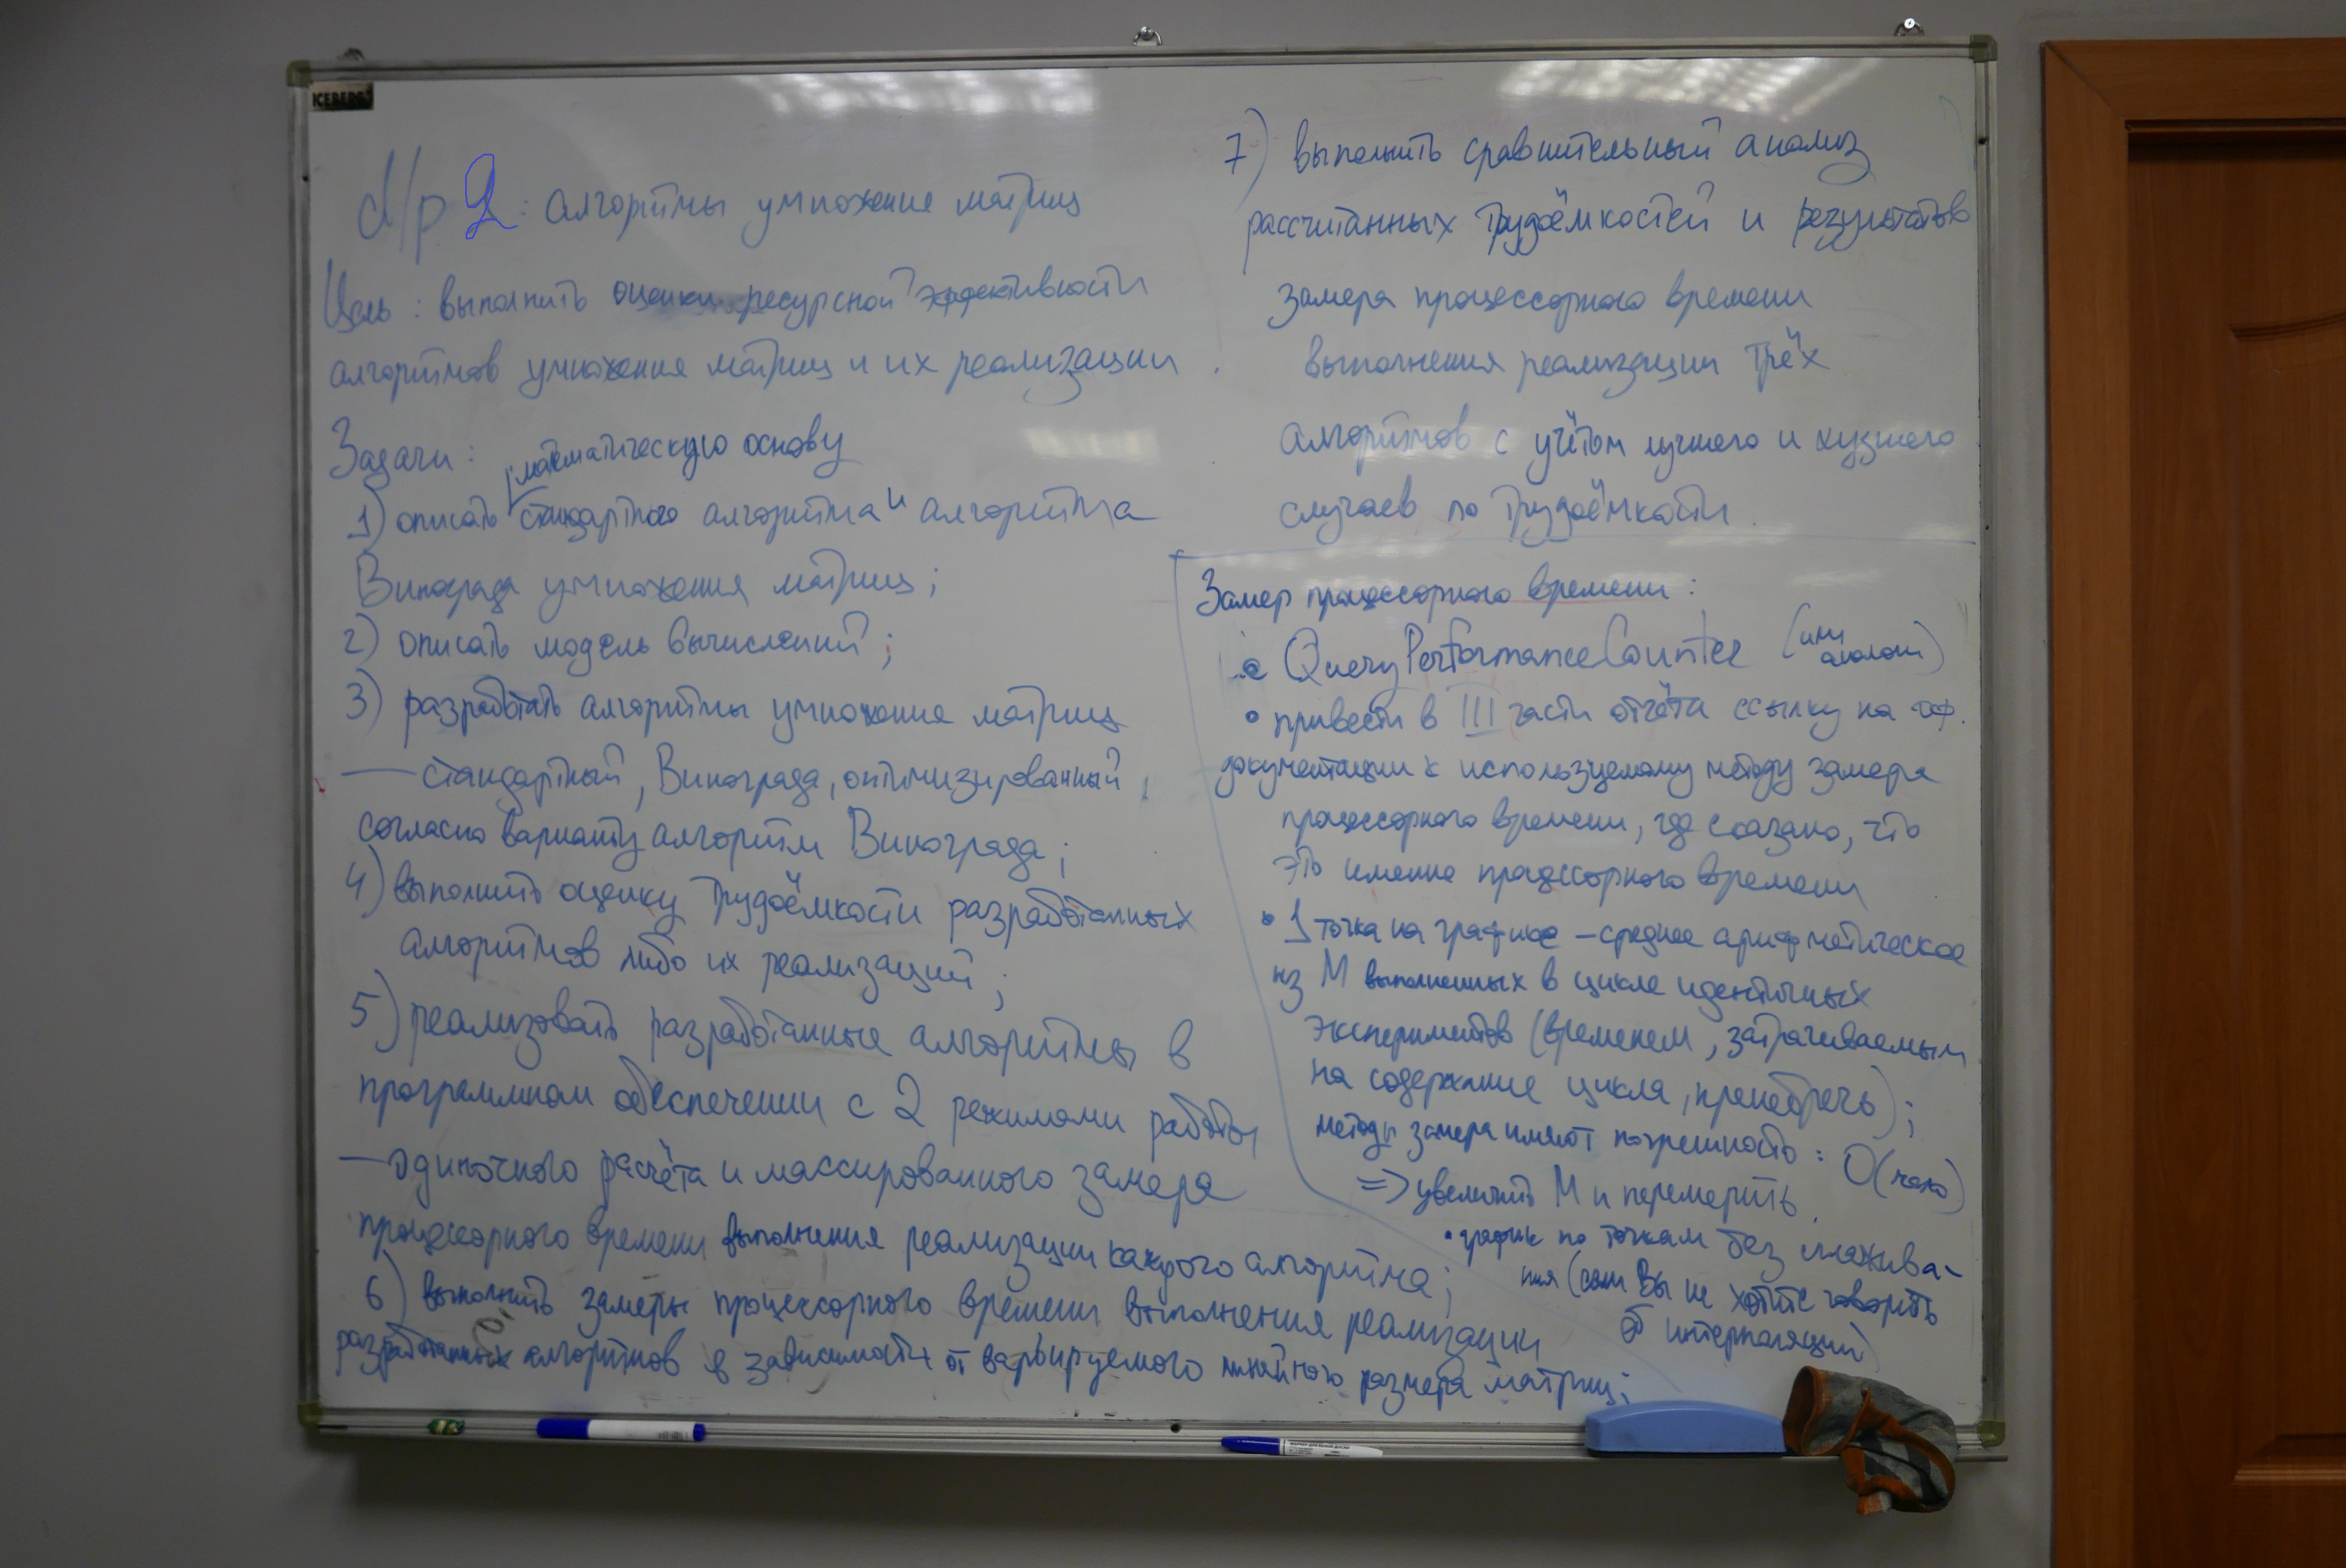 ICEBERG
Л/р 2: алгоритмы умножения матриц
Цель: выполнить оценки ресурсной эффективности
алгоритмов умножения матриц и их реализации.
Задачи:
математическую основу
1) описать стандартного алгоритма и алгоритма
Винограда умножения матриц;
2) описать модель вычислений;
3) разработать алгоритмы умножения матриц
— стандартный, Винограда, оптимизированный
согласно варианту алгоритм Винограда;
4) выполнить оценку трудоёмкости разработанных
алгоритмов либо их реализаций;
5) реализовать разработанные алгоритмы в
программном обеспечении с 2 режимами работы
— одиночного расчёта и массированного замера
процессорного времени выполнения реализации каждого алгоритма;
6) выполнить замеры процессорного времени выполнения реализации
разработанных алгоритмов в зависимости от варьируемого линейного размера матриц;
7) выполнить сравнительный анализ
рассчитанных трудоёмкостей и результатов
замера процессорного времени
выполнения реализации трёх
алгоритмов с учётом лучшего и худшего
случаев по трудоёмкости.
Замер процессорного времени:
• QueryPerformanceCounter (или
аналоги)
• привести в III части отчёта ссылку на оф.
документации к используемому методу замера
процессорного времени, где сказано, что
это именно процессорного времени
• 1 точка на графике — среднее арифметическое
из M выполненных в цикле идентичных
экспериментов (временем, затрачиваемым
на содержание цикла, пренебречь);
методы замера имеют погрешность: O(
=> увеличить M и перемерить.
• график по точкам без сглажива-
ния (если Вы не хотите говорить
об интерполяции)